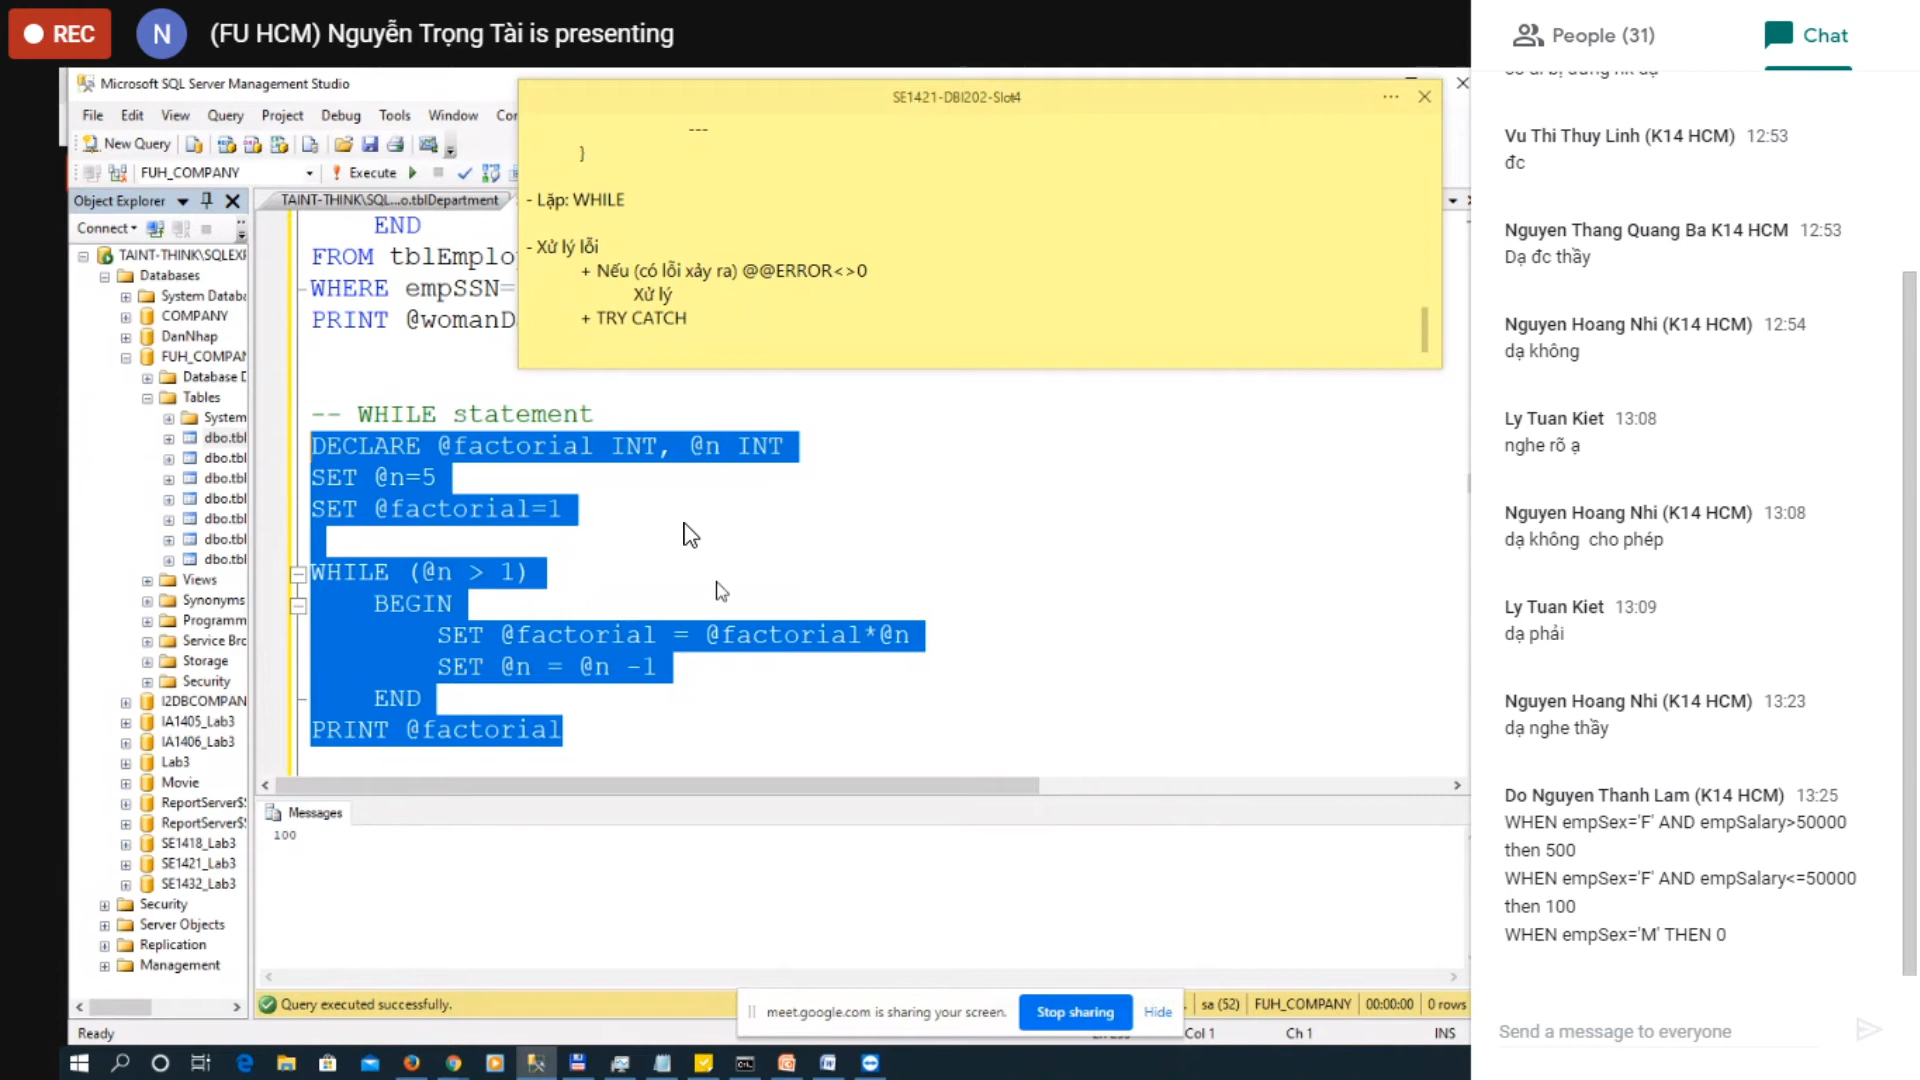 REC
N
(FU HCM) Nguyễn Trọng Tài is presenting
People (31)
Chat
Microsoft SQL Server Management Studio
File Edit View Query Project Debug Tools Window
New Query
FUH_COMPANY
Execute
Object Explorer
Connect
TAINT-THINK\SQLEXF
Databases
System Databa
COMPANY
DanNhap
FUH_COMPAN
Database D
Tables
System
dbo.tbl
dbo.tbl
dbo.tbl
dbo.tbl
dbo.tbl
dbo.tbl
dbo.tbl
Views
Synonyms
Programm
Service Brc
Storage
Security
I2DBCOMPAN
IA1405_Lab3
IA1406_Lab3
Lab3
Movie
ReportServer$
ReportServer$
SE1418_Lab3
SE1421_Lab3
SE1432_Lab3
Security
Server Objects
Replication
Management
TAINT-THINK\SQL...o.tblDepartment
END
FROM tblEmplo
WHERE empSSN=
PRINT @womanD
-- WHILE statement
DECLARE @factorial INT, @n INT
SET @n=5
SET @factorial=1
WHILE (@n > 1)
BEGIN
SET @factorial = @factorial*@n
SET @n = @n -1
END
PRINT @factorial
SE1421-DBI202-Slot4
---
}
- Lặp: WHILE
- Xử lý lỗi
+ Nếu (có lỗi xảy ra) @@ERROR<>0
Xử lý
+ TRY CATCH
Messages
100
Query executed successfully.
sa (52) FUH_COMPANY 00:00:00 0 rows
meet.google.com is sharing your screen.
Stop sharing
Hide
Ready
Col 1 Ch 1 INS
Vu Thi Thuy Linh (K14 HCM) 12:53
đc
Nguyen Thang Quang Ba K14 HCM 12:53
Dạ đc thầy
Nguyen Hoang Nhi (K14 HCM) 12:54
dạ không
Ly Tuan Kiet 13:08
nghe rõ ạ
Nguyen Hoang Nhi (K14 HCM) 13:08
dạ không cho phép
Ly Tuan Kiet 13:09
dạ phải
Nguyen Hoang Nhi (K14 HCM) 13:23
dạ nghe thầy
Do Nguyen Thanh Lam (K14 HCM) 13:25
WHEN empSex='F' AND empSalary>50000
then 500
WHEN empSex='F' AND empSalary<=50000
then 100
WHEN empSex='M' THEN 0
Send a message to everyone